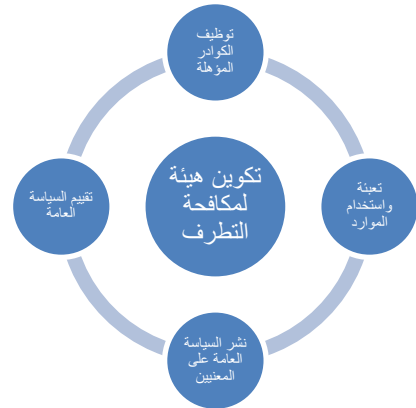 توظيف
الكوادر
المؤهلة
تكوين هيئة
لمكافحة
التطرف
تعبئة
واستخدام
الموارد
تقييم السياسة
العامة
نشر السياسة
العامة على
المعنيين